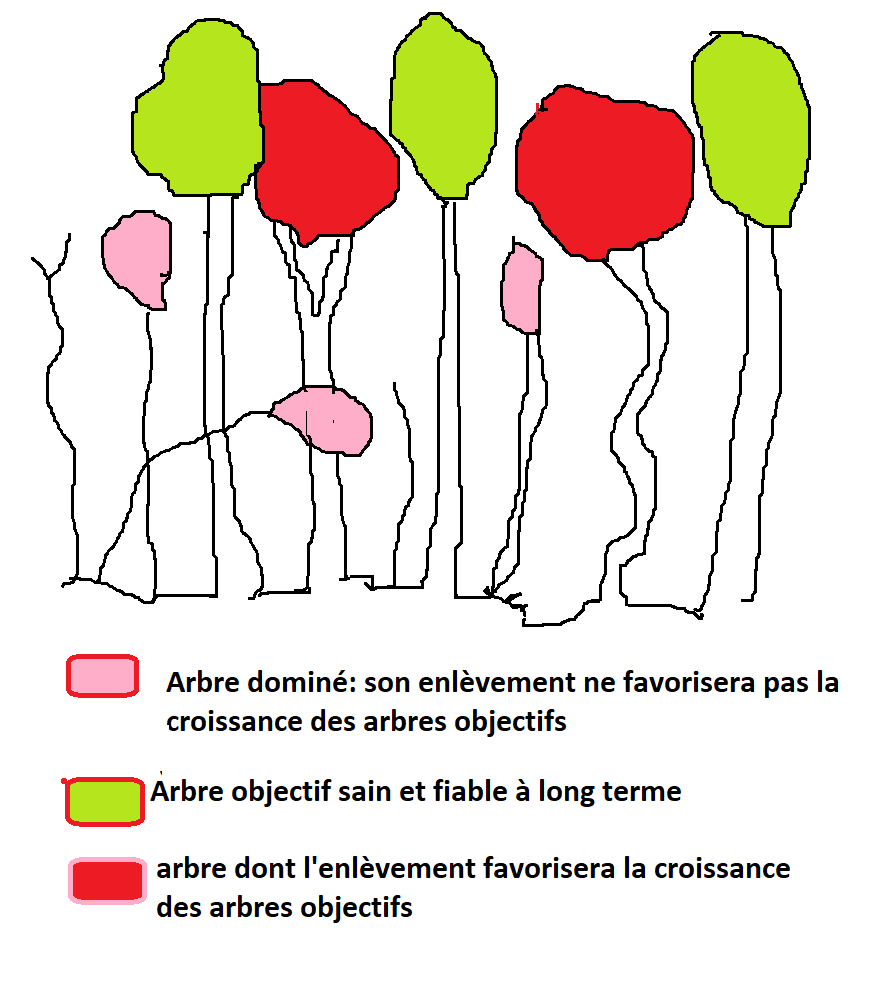 Arbre dominé: son enlèvement ne favorisera pas la
croissance des arbres objectifs
Arbre objectif sain et fiable à long terme
arbre dont l'enlèvement favorisera la croissance
des arbres objectifs